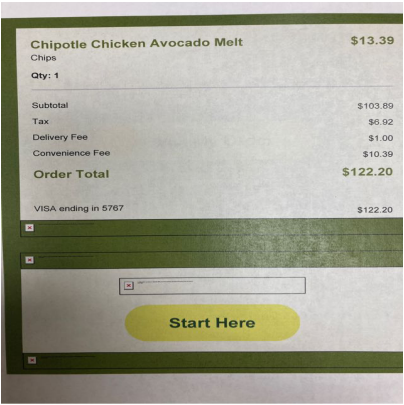 Chipotle Chicken Avocado Melt $13.39
Chips
Qty: 1
Subtotal $103.89
Tax $6.92
Delivery Fee $1.00
Convenience Fee $10.39
Order Total $122.20
VISA ending in 5767 $122.20
Start Here